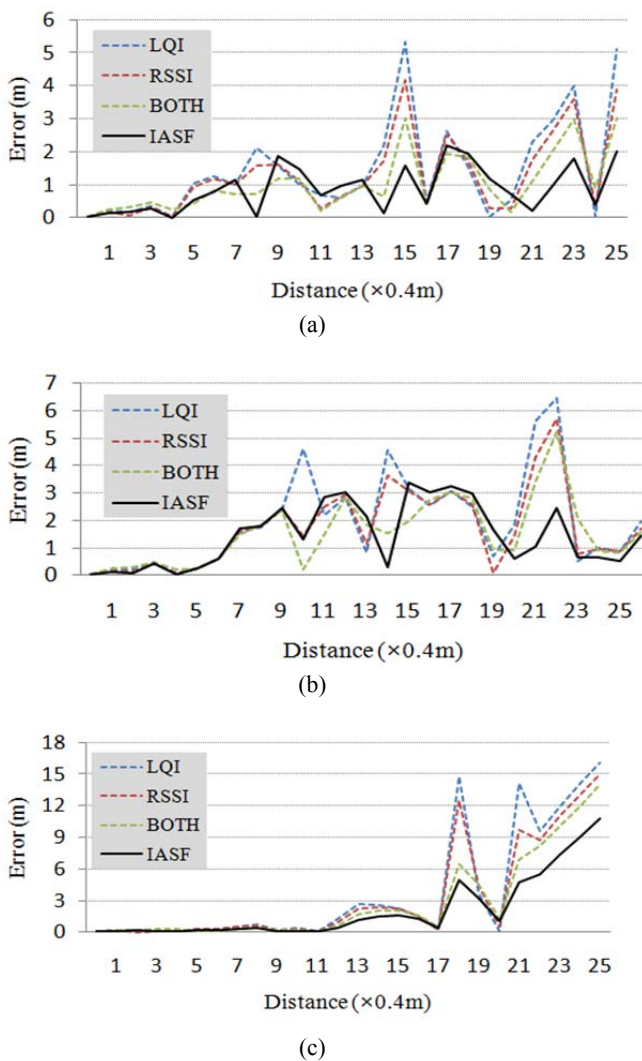 6
5
4
3
2
1
0
Error (m)
LQI
RSSI
BOTH
IASF
1 3 5 7 9 11 13 15 17 19 21 23 25
Distance (×0.4m)
(a)
7
6
5
4
3
2
1
0
Error (m)
LQI
RSSI
BOTH
IASF
1 3 5 7 9 11 13 15 17 19 21 23 25
Distance (×0.4m)
(b)
18
15
12
9
6
3
0
Error (m)
LQI
RSSI
BOTH
IASF
1 3 5 7 9 11 13 15 17 19 21 23 25
Distance (×0.4m)
(c)